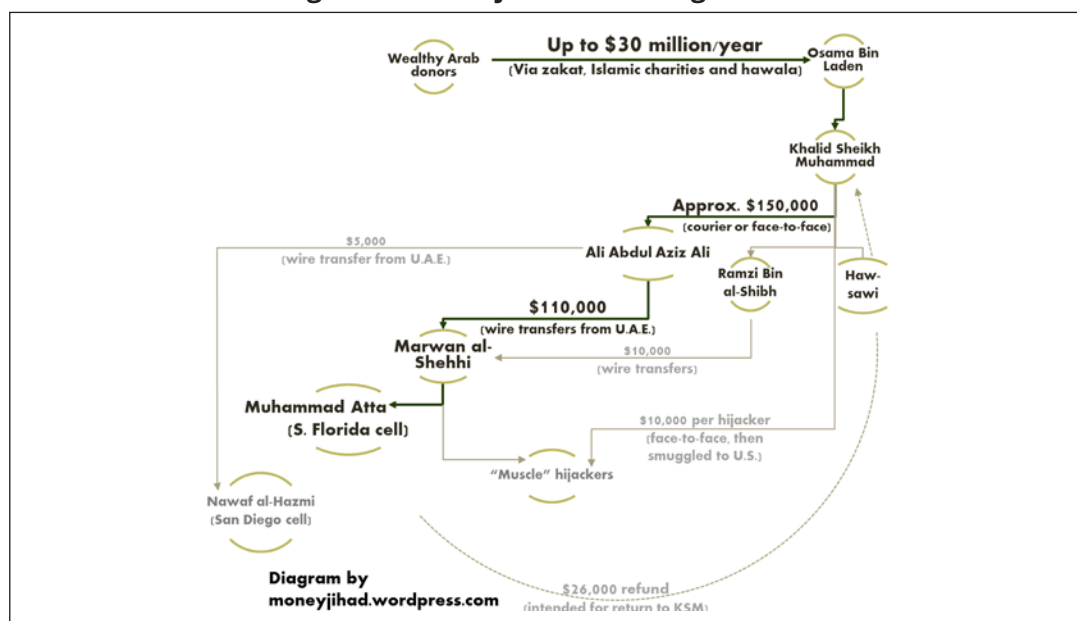 Wealthy Arab
donors
Up to $30 million/year
(Via zakat, Islamic charities and hawala)
Osama Bin
Laden
Khalid Sheikh
Muhammad
Approx. $150,000
(courier or face-to-face)
$5,000
(wire transfer from U.A.E.)
Ali Abdul Aziz Ali
Ramzi Bin
al-Shibh
Haw-
sawi
$110,000
(wire transfers from U.A.E.)
Marwan al-
Shehhi
$10,000
(wire transfers)
Muhammad Atta
(S. Florida cell)
$10,000 per hijacker
(face-to-face, then
smuggled to U.S.)
"Muscle" hijackers
Nawaf al-Hazmi
(San Diego cell)
Diagram by
moneyjihad.wordpress.com
$26,000 refund
(intended for return to KSM)